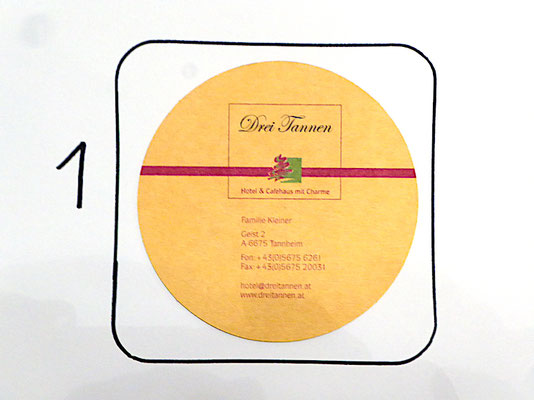 1
Drei Tannen
Hotel & Cafehaus mit Charme
Familie Kleiner
Geist 2
A-6675 Tannheim
Fon: +43(0)5675 6261
Fax: +43(0)5675 20031
hotel@dreitannen.at
www.dreitannen.at